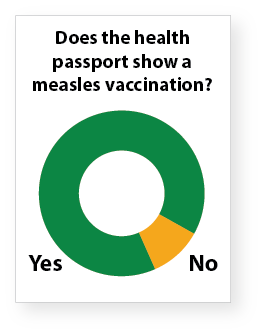 Does the health
passport show a
measles vaccination?
Yes
No